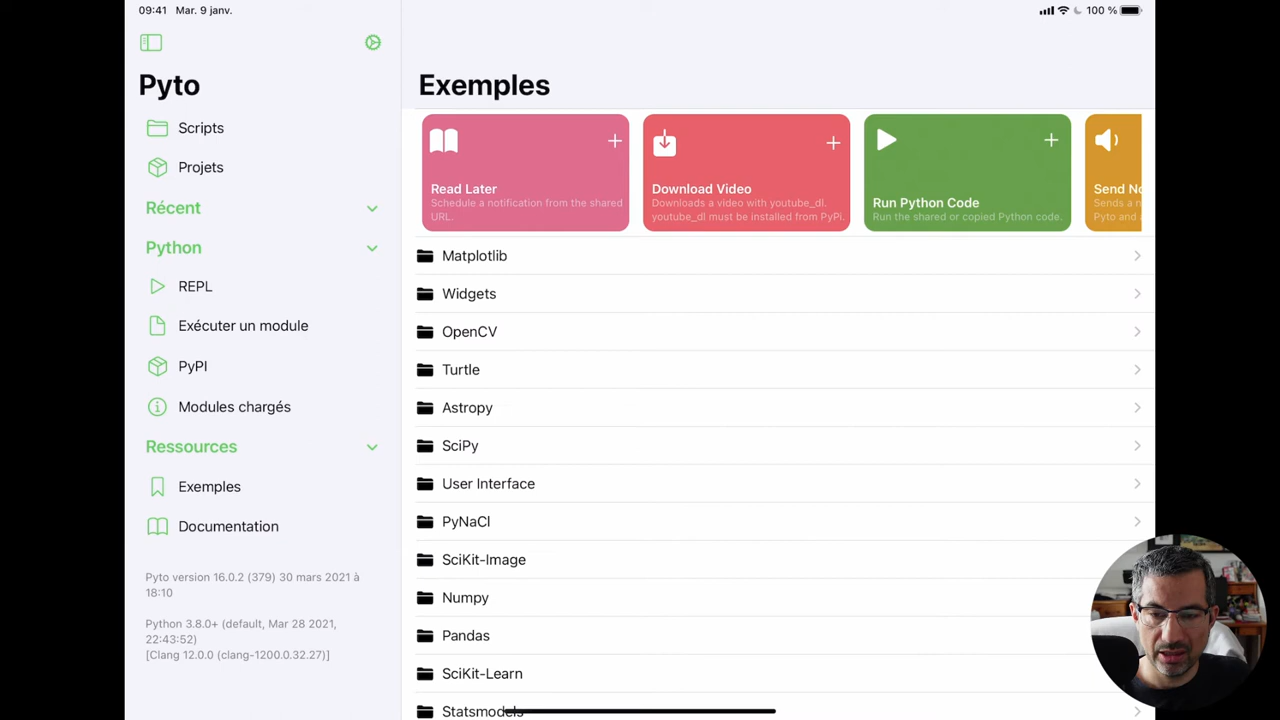 09:41 Mar. 9 janv.
100 %
Pyto
Scripts
Projets
Récent
Python
REPL
Exécuter un module
PyPI
Modules chargés
Ressources
Exemples
Documentation
Pyto version 16.0.2 (379) 30 mars 2021 à
18:10
Python 3.8.0+ (default, Mar 28 2021,
22:43:52)
[Clang 12.0.0 (clang-1200.0.32.27)]
Exemples
Read Later
Schedule a notification from the shared
URL.
Download Video
Downloads a video with youtube_dl.
youtube_dl must be installed from PyPi.
Run Python Code
Run the shared or copied Python code.
Send No
Sends a n
Pyto and a
Matplotlib
Widgets
OpenCV
Turtle
Astropy
SciPy
User Interface
PyNaCl
SciKit-Image
Numpy
Pandas
SciKit-Learn
Statsmodels